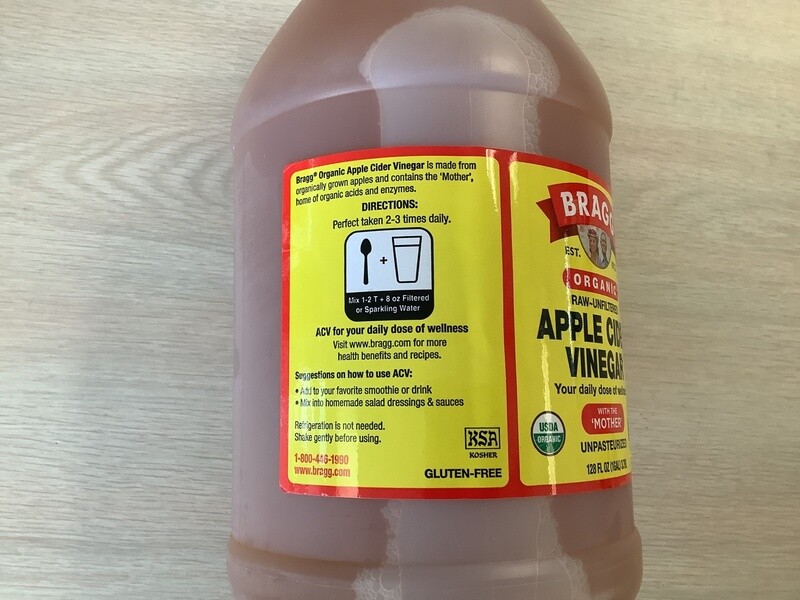 Bragg® Organic Apple Cider Vinegar is made from
organically grown apples and contains the 'Mother',
home of organic acids and enzymes.
DIRECTIONS:
Perfect taken 2-3 times daily.
+
Mix 1-2 T + 8 oz Filtered
or Sparkling Water
ACV for your daily dose of wellness
Visit www.bragg.com for more
health benefits and recipes.
Suggestions on how to use ACV:
• Add to your favorite smoothie or drink
• Mix into homemade salad dressings & sauces
Refrigeration is not needed.
Shake gently before using.
1-800-446-1990
www.bragg.com
KSA
KOSHER
GLUTEN-FREE
BRAGG
EST.
ORGANIC
RAW-UNFILTERED
APPLE CIDE
VINEGAR
Your daily dose of wellne
WITH THE
'MOTHER'
USDA
ORGANIC
UNPASTEURIZED
128 FL OZ (1GAL) 3.78